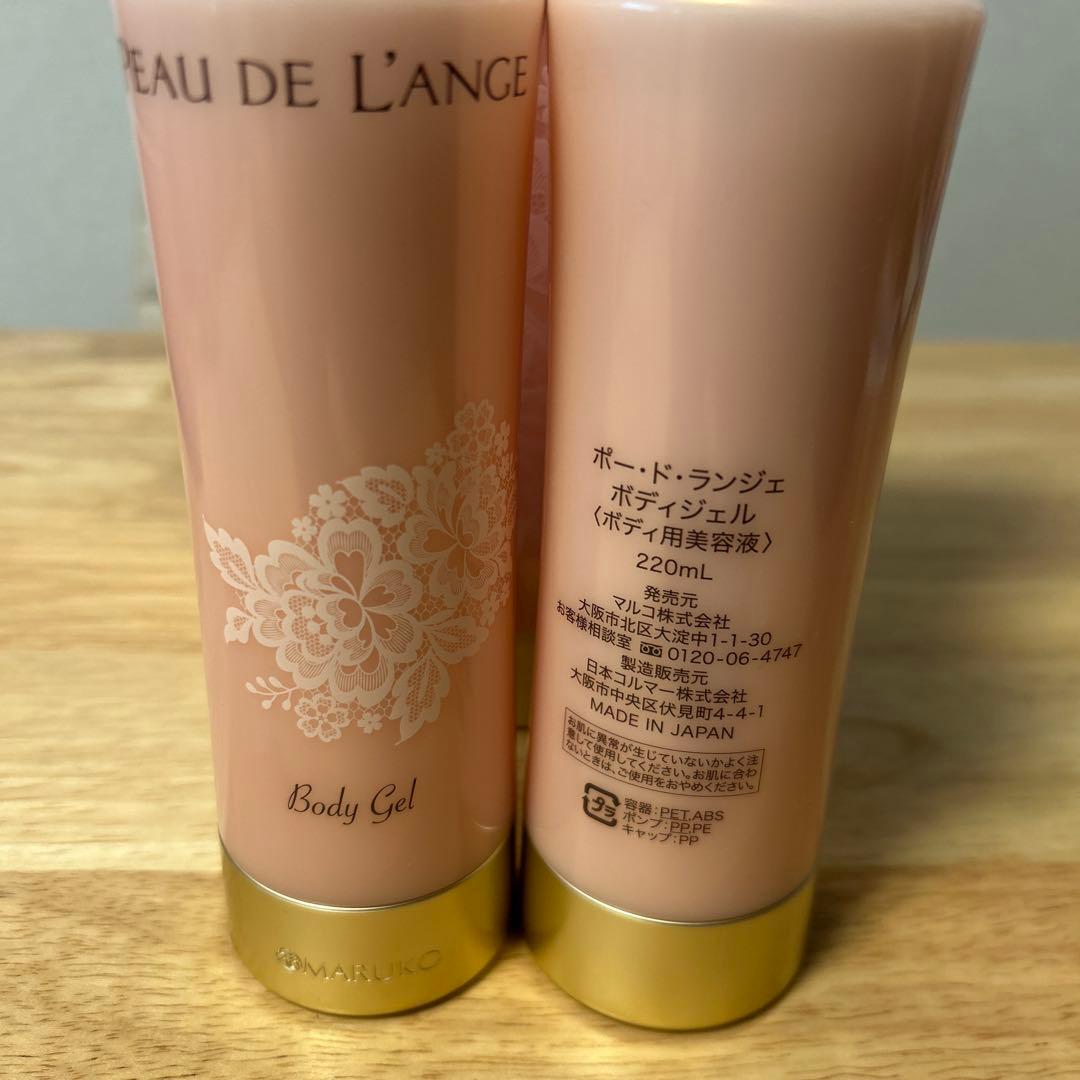 PEAU DE L'ANGE
Body Gel
MARUKO
ポー・ド・ランジェ
ボディジェル
〈ボディ用美容液〉
220mL
発売元
マルコ株式会社
大阪市北区大淀中1-1-30
お客様相談室 0120-06-4747
製造販売元
日本コルマー株式会社
大阪市中央区伏見町4-4-1
MADE IN JAPAN
お肌に異常が生じていないかよく注
意して使用してください。お肌に合わ
ないときは、ご使用をおやめください。
プラ
容器：PET,ABS
ポンプ：PP,PE
キャップ：PP